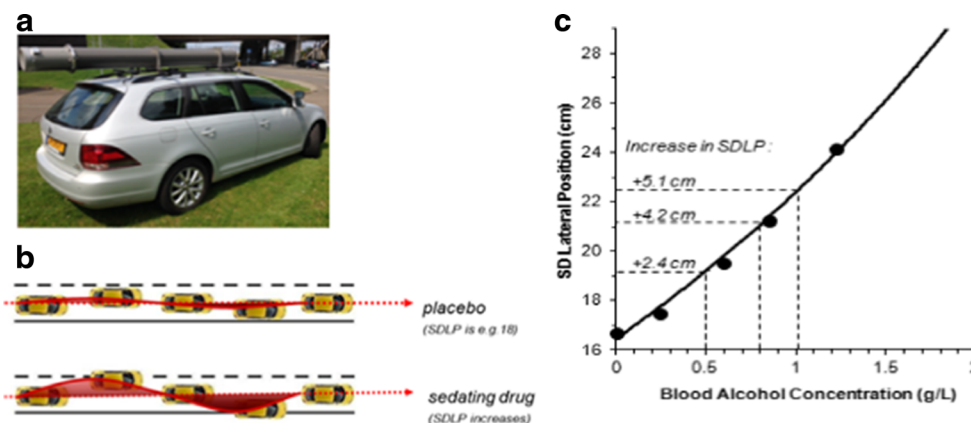 a
b
placebo
(SDLP is e.g.18)
sedating drug
(SDLP increases)
c
SD Lateral Position (cm)
28
26
24
22
20
18
16
Increase in SDLP :
+5.1 cm
+4.2 cm
+2.4 cm
0
0.5
1.0
1.5
Blood Alcohol Concentration (g/L)